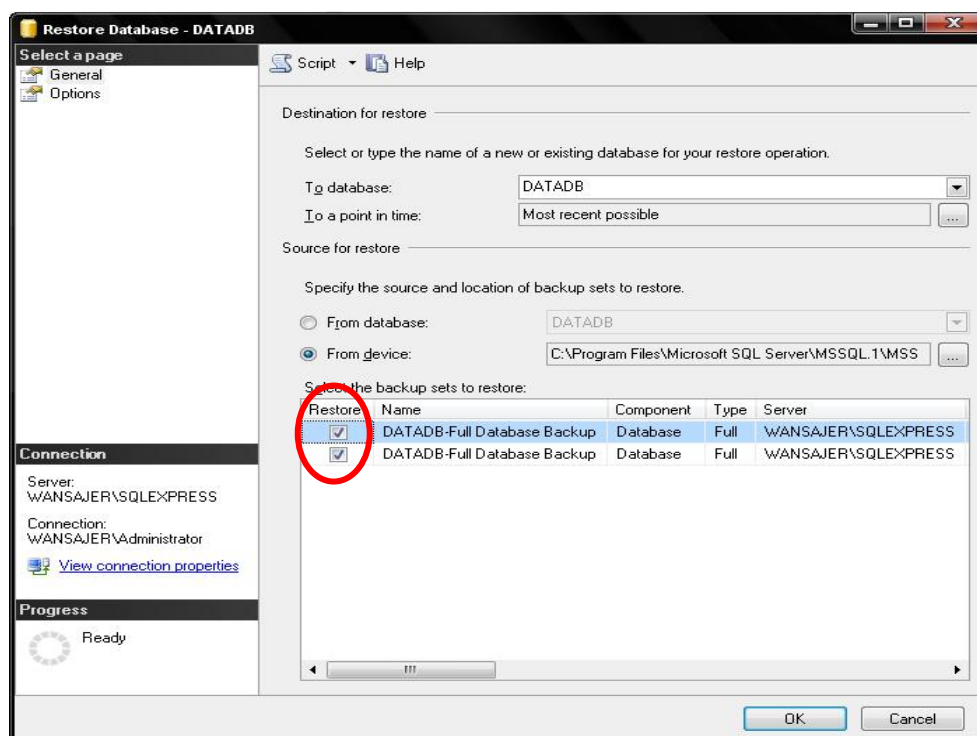 Restore Database - DATADB
Select a page
General
Options
Script Help
Destination for restore
Select or type the name of a new or existing database for your restore operation.
To database: DATADB
To a point in time: Most recent possible ...
Source for restore
Specify the source and location of backup sets to restore.
From database: DATADB
From device: C:\Program Files\Microsoft SQL Server\MSSQL.1\MSS ...
Select the backup sets to restore:
Restore Name Component Type Server
DATADB-Full Database Backup Database Full WANSAJER\SQLEXPRESS
DATADB-Full Database Backup Database Full WANSAJER\SQLEXPRESS
Connection
Server:
WANSAJER\SQLEXPRESS
Connection:
WANSAJER\Administrator
View connection properties
Progress
Ready
OK Cancel